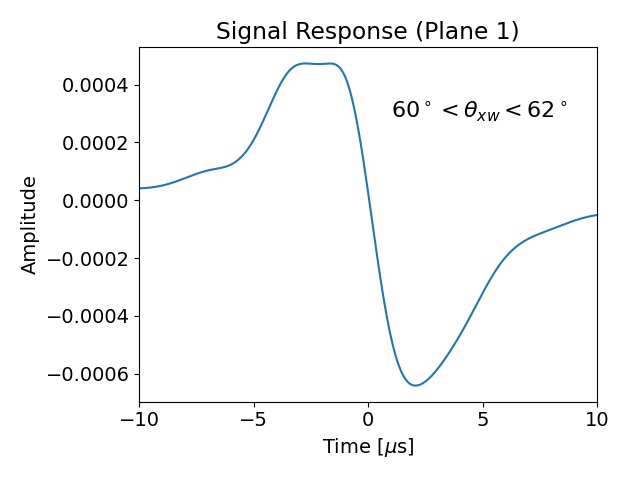 Signal Response (Plane 1)
60° < θxw < 62°
Amplitude
0.0004
0.0002
0.0000
−0.0002
−0.0004
−0.0006
−10
−5
0
5
10
Time [μs]